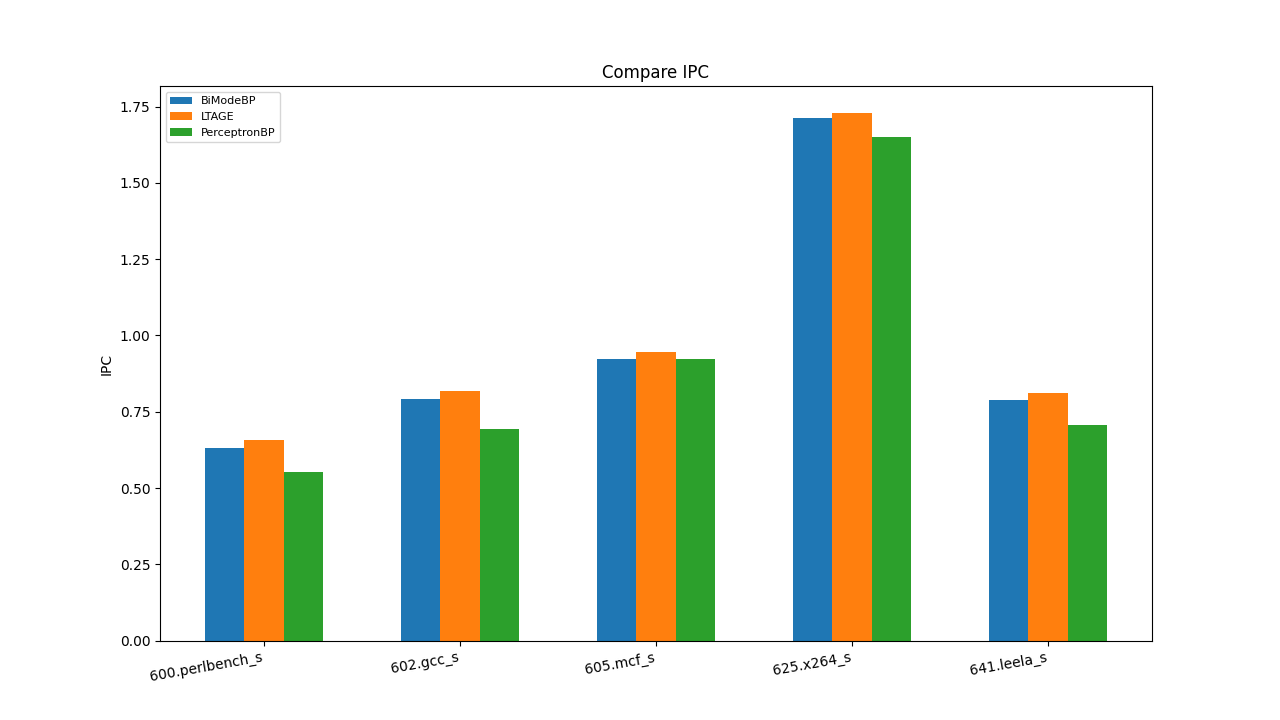 Compare IPC
BiModeBP
LTAGE
PerceptronBP
1.75
1.50
1.25
1.00
0.75
0.50
0.25
0.00
IPC
600.perlbench_s
602.gcc_s
605.mcf_s
625.x264_s
641.leela_s